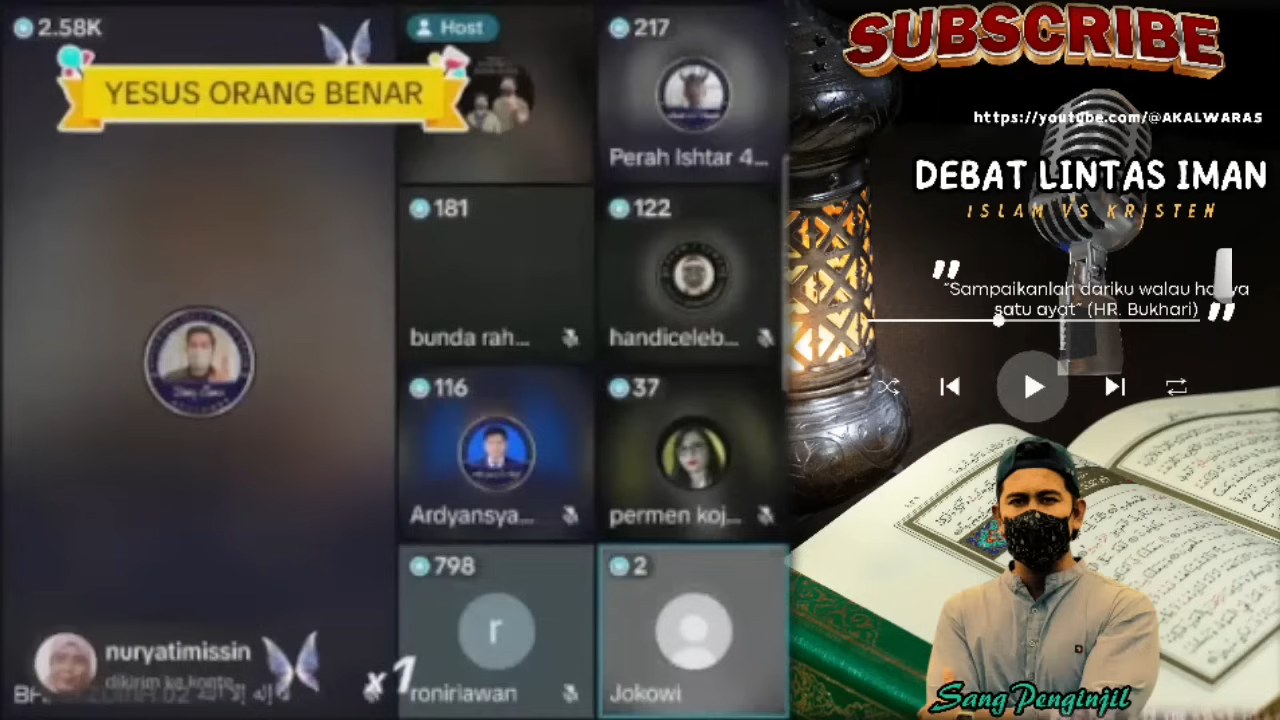 2.58K
YESUS ORANG BENAR
Host
217
Perah Ishtar 4...
181
bunda rah...
122
handiceleb...
116
Ardyansya...
37
permen koj...
798
r
roniriawan
2
Jokowi
nuryatimissin
x1
SUBSCRIBE
https://youtube.com/@AKALWARAS
DEBAT LINTAS IMAN
ISLAM VS KRISTEN
"Sampaikanlah dariku walau hanya
satu ayat" (HR. Bukhari)
Sang Penginjil